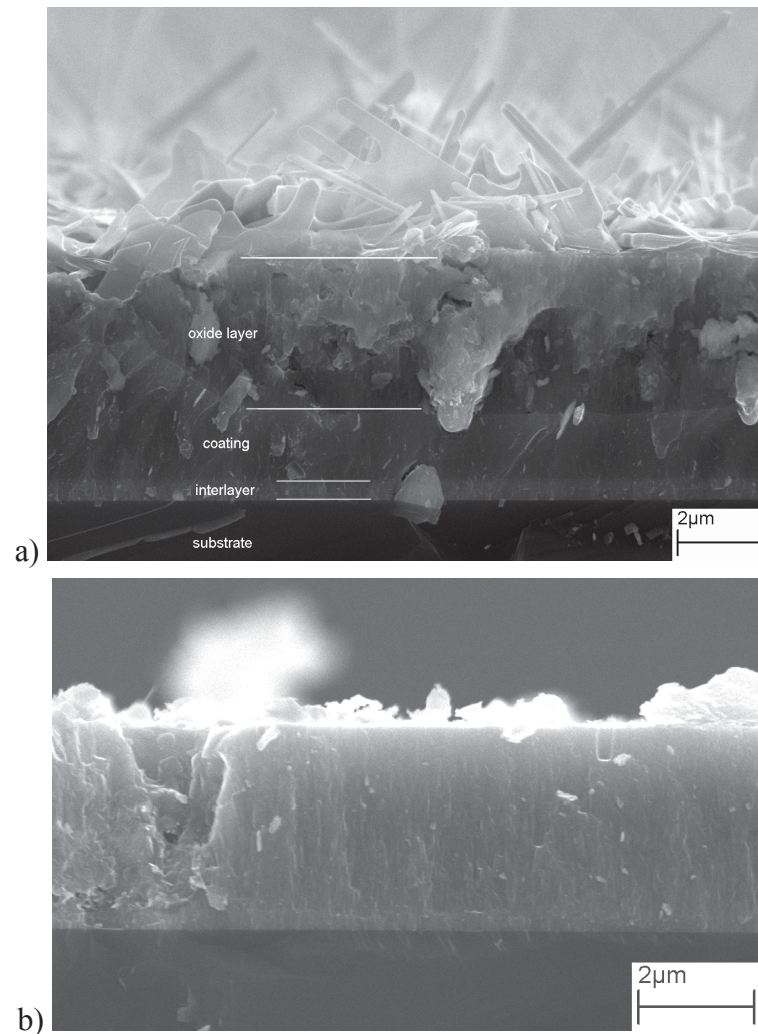 oxide layer
coating
interlayer
substrate
2µm
a)
2µm
b)